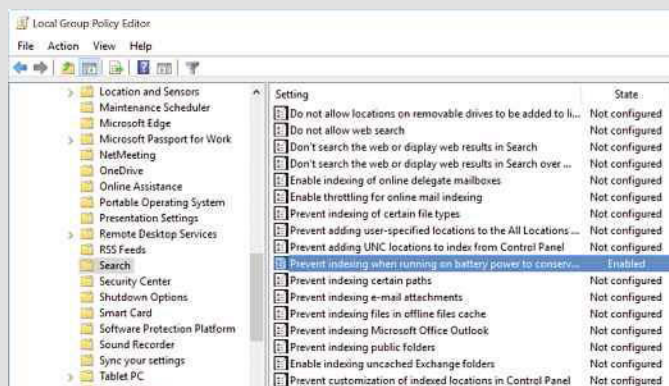 Local Group Policy Editor
File Action View Help
Location and Sensors
Maintenance Scheduler
Microsoft Edge
Microsoft Passport for Work
NetMeeting
OneDrive
Online Assistance
Portable Operating System
Presentation Settings
Remote Desktop Services
RSS Feeds
Search
Security Center
Shutdown Options
Smart Card
Software Protection Platform
Sound Recorder
Sync your settings
Tablet PC
Setting State
Do not allow locations on removable drives to be added to li... Not configured
Do not allow web search Not configured
Don't search the web or display web results in Search Not configured
Don't search the web or display web results in Search over ... Not configured
Enable indexing of online delegate mailboxes Not configured
Enable throttling for online mail indexing Not configured
Prevent indexing of certain file types Not configured
Prevent adding user-specified locations to the All Locations ... Not configured
Prevent adding UNC locations to index from Control Panel Not configured
Prevent indexing when running on battery power to conserv... Enabled
Prevent indexing certain paths Not configured
Prevent indexing e-mail attachments Not configured
Prevent indexing files in offline files cache Not configured
Prevent indexing Microsoft Office Outlook Not configured
Prevent indexing public folders Not configured
Enable indexing uncached Exchange folders Not configured
Prevent customization of indexed locations in Control Panel Not configured